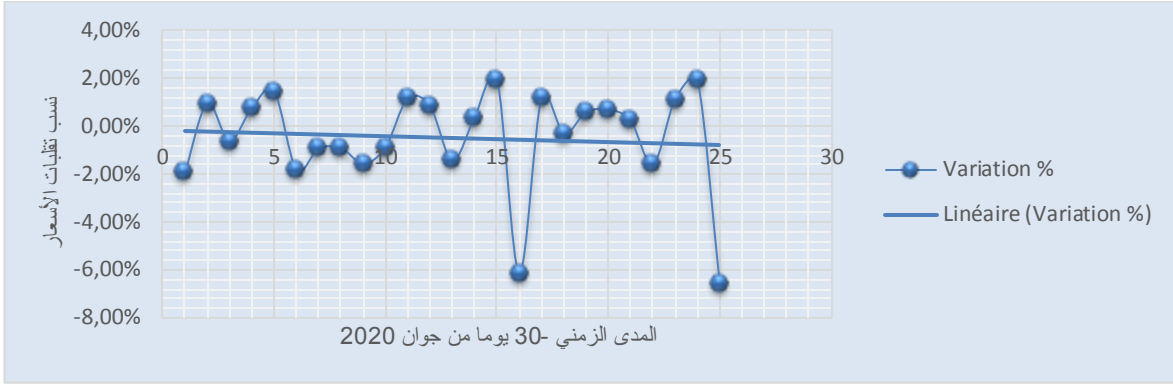 4,00%
2,00%
0,00%
-2,00%
-4,00%
-6,00%
-8,00%
نسب تقلبات الأسعار
0 5 10 15 20 25 30
المدى الزمني -30 يوما من جوان 2020
Variation %
Linéaire (Variation %)